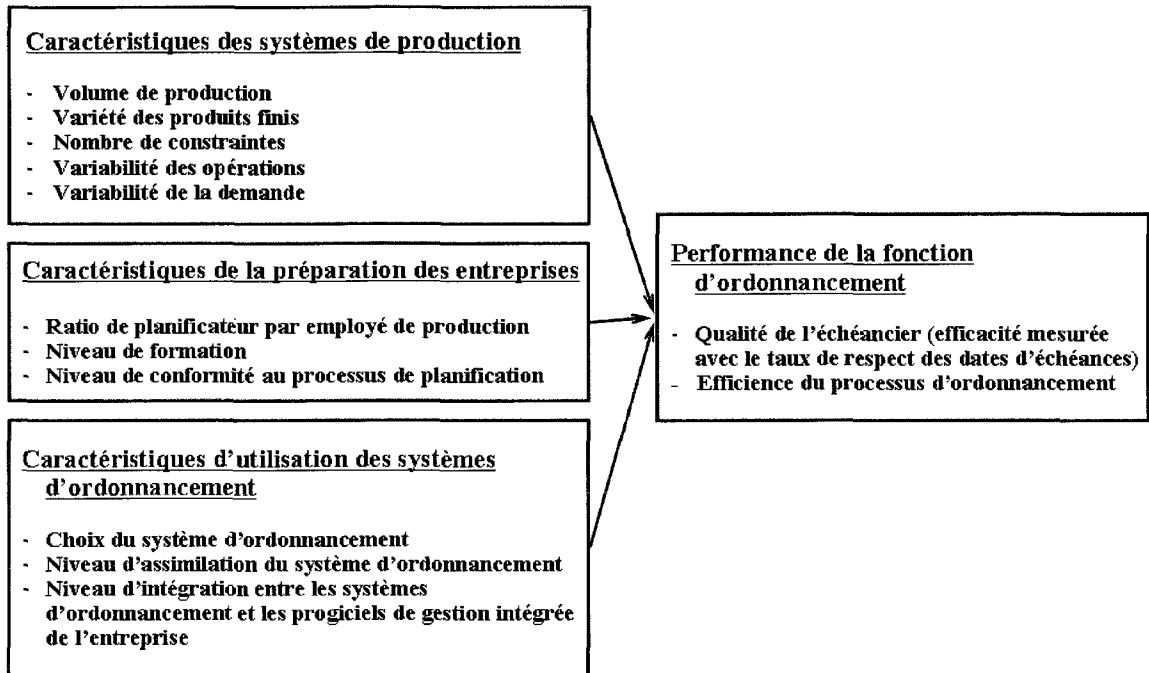 Caractéristiques des systèmes de production
- Volume de production
- Variété des produits finis
- Nombre de constraintes
- Variabilité des opérations
- Variabilité de la demande
Caractéristiques de la préparation des entreprises
- Ratio de planificateur par employé de production
- Niveau de formation
- Niveau de conformité au processus de planification
Caractéristiques d'utilisation des systèmes
d'ordonnancement
- Choix du système d'ordonnancement
- Niveau d'assimilation du système d'ordonnancement
- Niveau d'intégration entre les systèmes
d'ordonnancement et les progiciels de gestion intégrée
de l'entreprise
Performance de la fonction
d'ordonnancement
- Qualité de l'échéancier (efficacité mesurée
avec le taux de respect des dates d'échéances)
- Efficience du processus d'ordonnancement